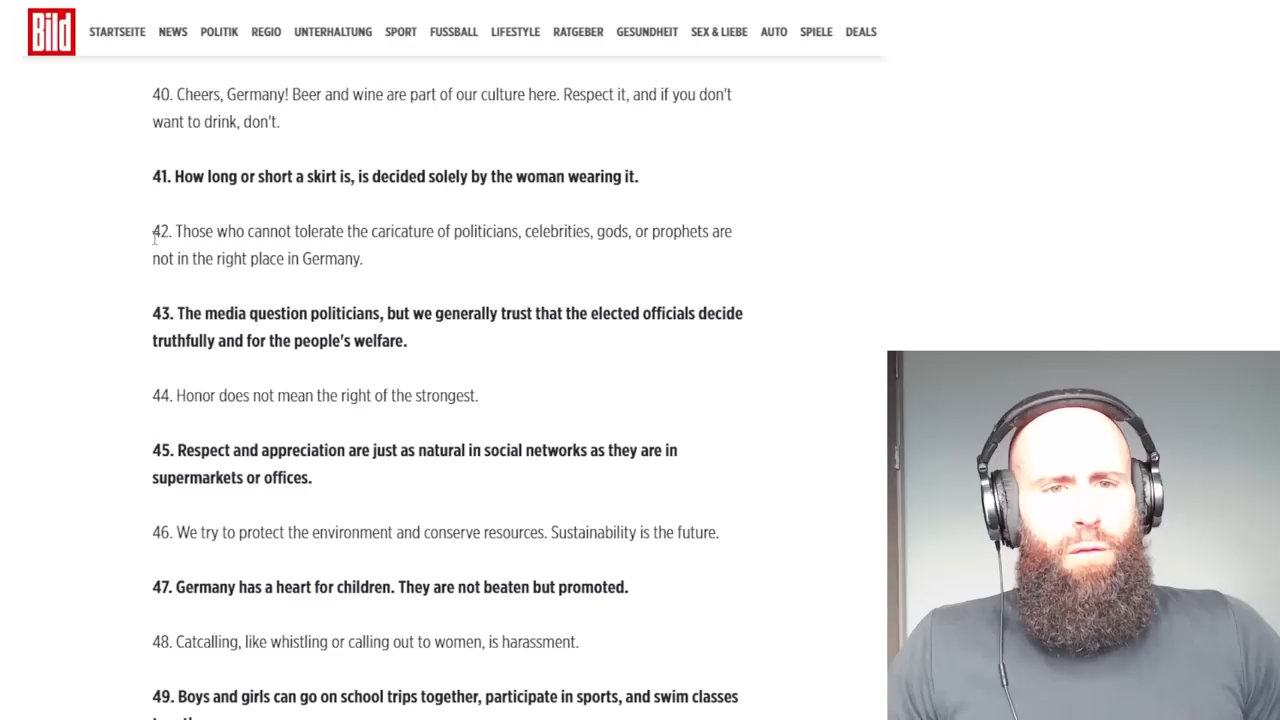 Bild STARTSEITE NEWS POLITIK REGIO UNTERHALTUNG SPORT FUSSBALL LIFESTYLE RATGEBER GESUNDHEIT SEX & LIEBE AUTO SPIELE DEALS
40. Cheers, Germany! Beer and wine are part of our culture here. Respect it, and if you don't
want to drink, don't.
41. How long or short a skirt is, is decided solely by the woman wearing it.
42. Those who cannot tolerate the caricature of politicians, celebrities, gods, or prophets are
not in the right place in Germany.
43. The media question politicians, but we generally trust that the elected officials decide
truthfully and for the people's welfare.
44. Honor does not mean the right of the strongest.
45. Respect and appreciation are just as natural in social networks as they are in
supermarkets or offices.
46. We try to protect the environment and conserve resources. Sustainability is the future.
47. Germany has a heart for children. They are not beaten but promoted.
48. Catcalling, like whistling or calling out to women, is harassment.
49. Boys and girls can go on school trips together, participate in sports, and swim classes